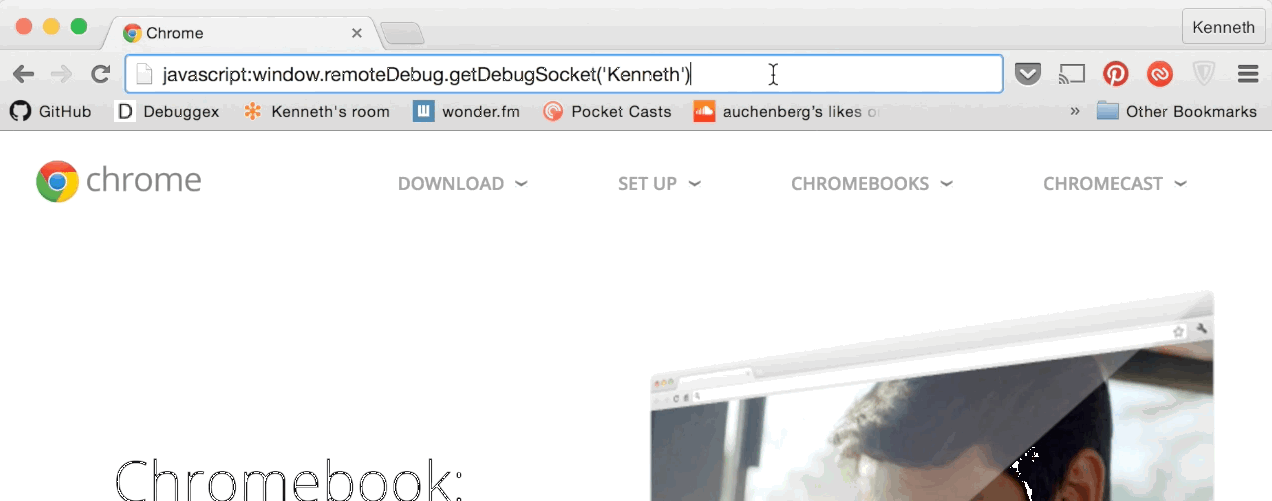 Chrome
Kenneth
javascript:window.remoteDebug.getDebugSocket('Kenneth')
GitHub
D Debuggex
Kenneth's room
wonder.fm
Pocket Casts
auchenberg's likes o
» Other Bookmarks
chrome
DOWNLOAD
SET UP
CHROMEBOOKS
CHROMECAST
Chromebook: